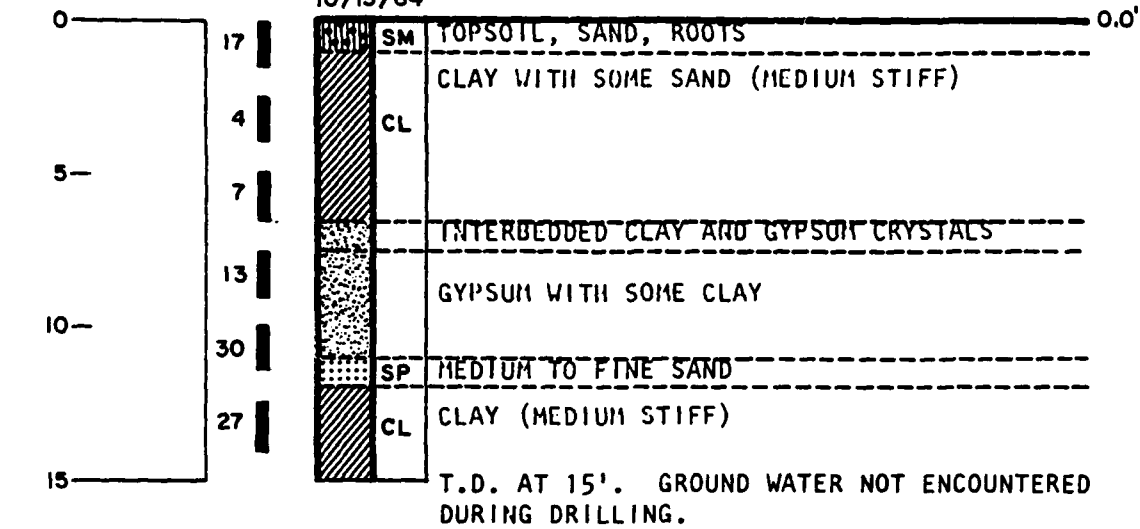 0
0.0'
17
SM
TOPSOIL, SAND, ROOTS
CLAY WITH SOME SAND (MEDIUM STIFF)
4
CL
5
7
INTERBEDDED CLAY AND GYPSUM CRYSTALS
13
GYPSUM WITH SOME CLAY
10
30
SP
MEDIUM TO FINE SAND
27
CL
CLAY (MEDIUM STIFF)
15
T.D. AT 15'. GROUND WATER NOT ENCOUNTERED
DURING DRILLING.